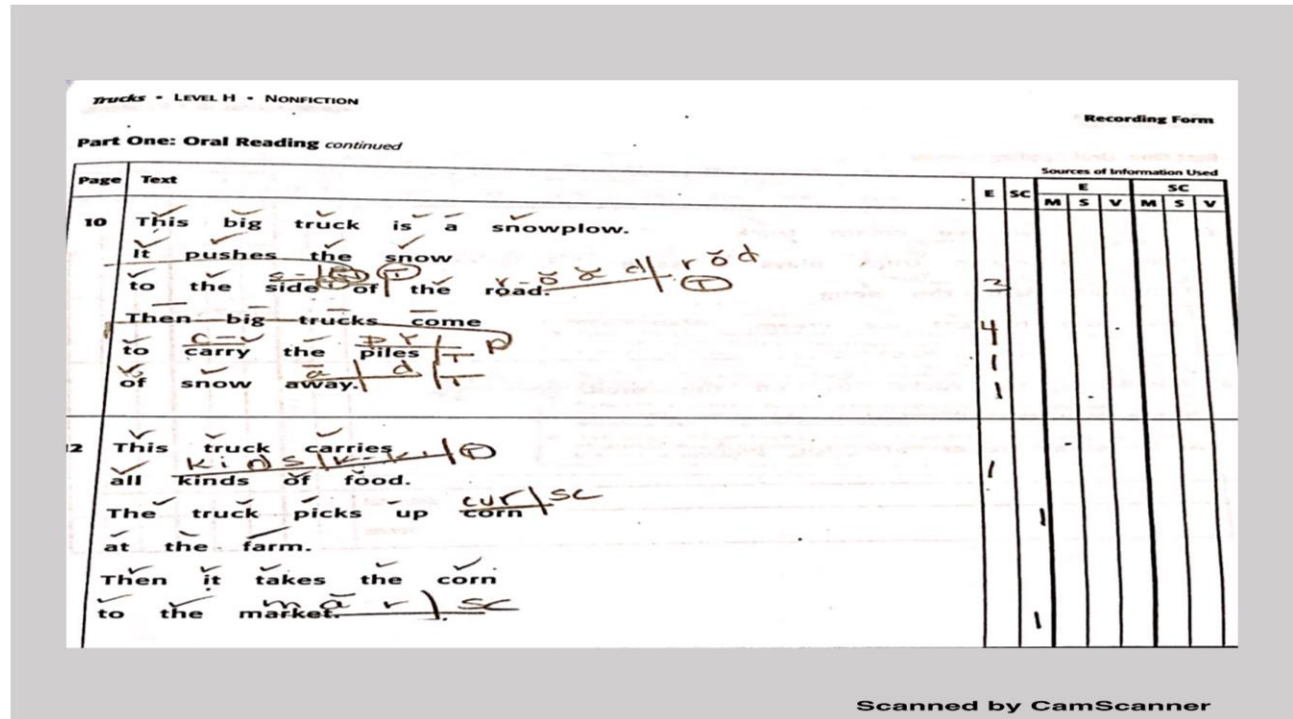 Trucks • LEVEL H • NONFICTION
Recording Form
Part One: Oral Reading continued
Sources of Information Used
Page Text E SC E SC
M S V M S V
10 This big truck is a snowplow.
It pushes the snow
to the side of the road.
Then big trucks come
4
to carry the piles
1
of snow away.
1
12 This truck carries
all kinds of food.
1
cur | sc
The truck picks up corn
1
at the farm.
Then it takes the corn
sc
to the market.
1
Scanned by CamScanner